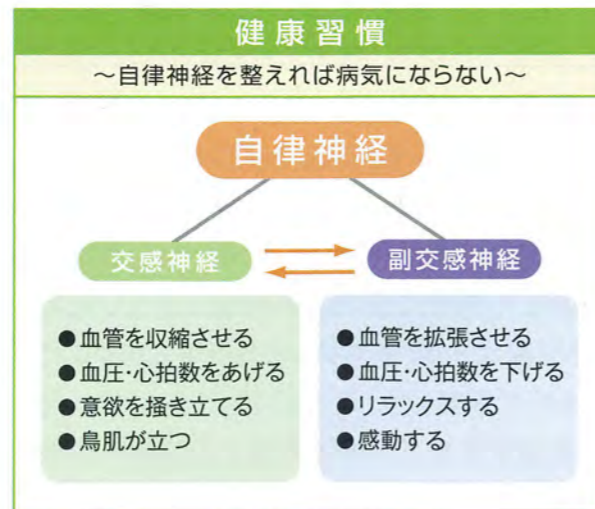 健康習慣
～自律神経を整えれば病気にならない～
自律神経
交感神経
副交感神経
●血管を収縮させる
●血圧・心拍数をあげる
●意欲を掻き立てる
●鳥肌が立つ
●血管を拡張させる
●血圧・心拍数を下げる
●リラックスする
●感動する